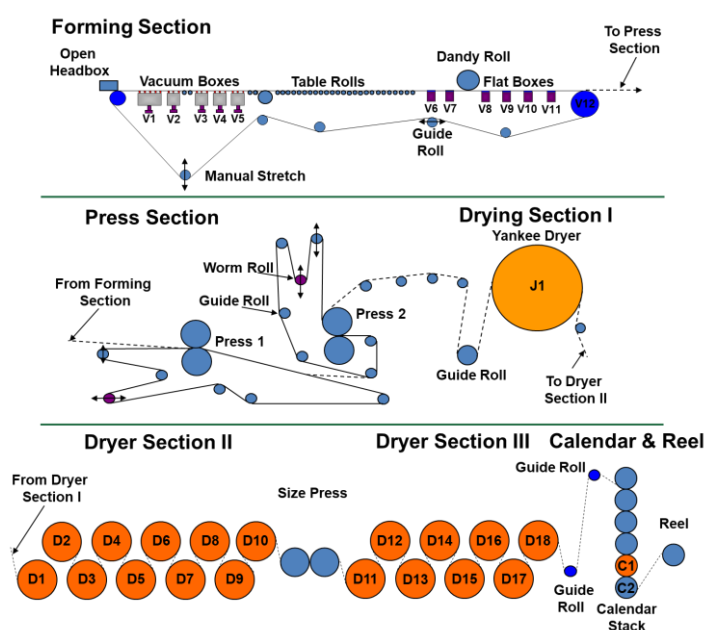 Forming Section
Open
Headbox
Vacuum Boxes
Table Rolls
Dandy Roll
Flat Boxes
To Press
Section
V1 V2 V3 V4 V5
V6 V7 V8 V9 V10 V11
V12
Guide
Roll
Manual Stretch
Press Section
Drying Section I
Yankee Dryer
J1
From Forming
Section
Worm Roll
Guide Roll
Press 1
Press 2
Guide Roll
To Dryer
Section II
Dryer Section II
Dryer Section III
Calendar & Reel
From Dryer
Section I
Size Press
Guide Roll
Reel
D2 D4 D6 D8 D10
D12 D14 D16 D18
D1 D3 D5 D7 D9
D11 D13 D15 D17
C1
C2
Guide
Roll
Calendar
Stack